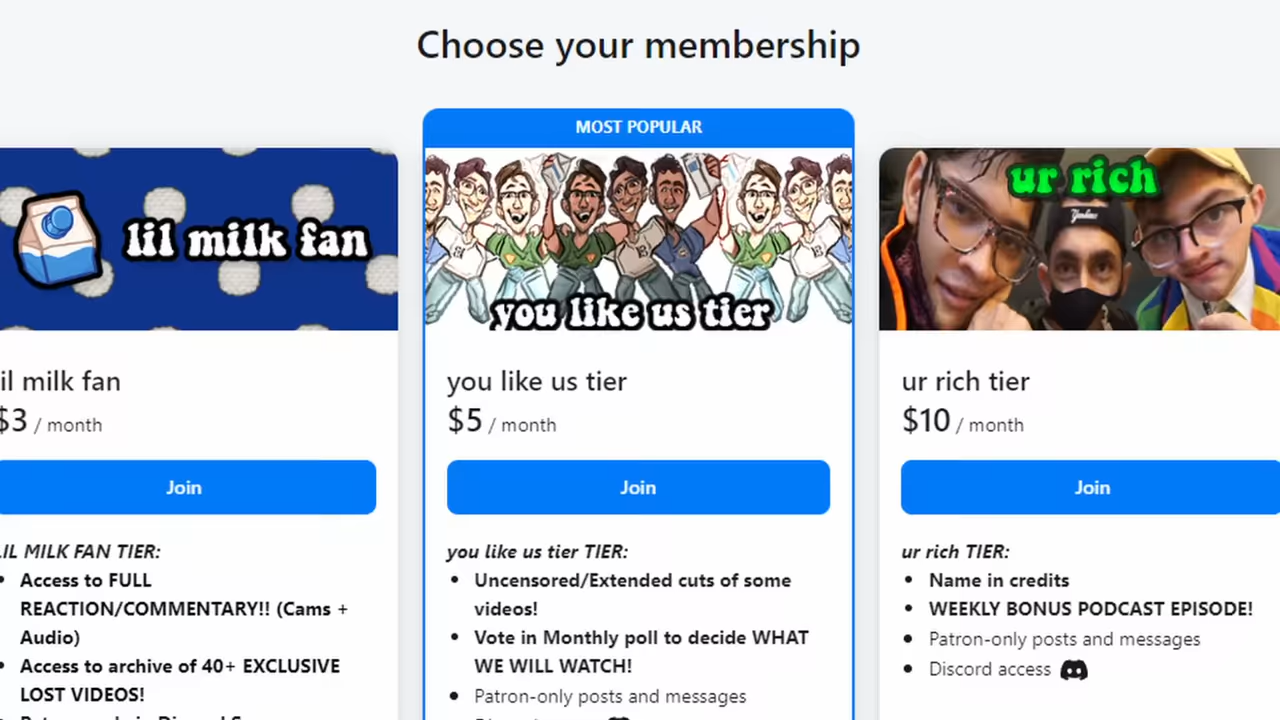 Choose your membership
MOST POPULAR
lil milk fan
you like us tier
ur rich
Yankees
lil milk fan
$3 / month
Join
LIL MILK FAN TIER:
Access to FULL
REACTION/COMMENTARY!! (Cams +
Audio)
Access to archive of 40+ EXCLUSIVE
LOST VIDEOS!
you like us tier
$5 / month
Join
you like us tier TIER:
Uncensored/Extended cuts of some
videos!
Vote in Monthly poll to decide WHAT
WE WILL WATCH!
Patron-only posts and messages
ur rich tier
$10 / month
Join
ur rich TIER:
Name in credits
WEEKLY BONUS PODCAST EPISODE!
Patron-only posts and messages
Discord access